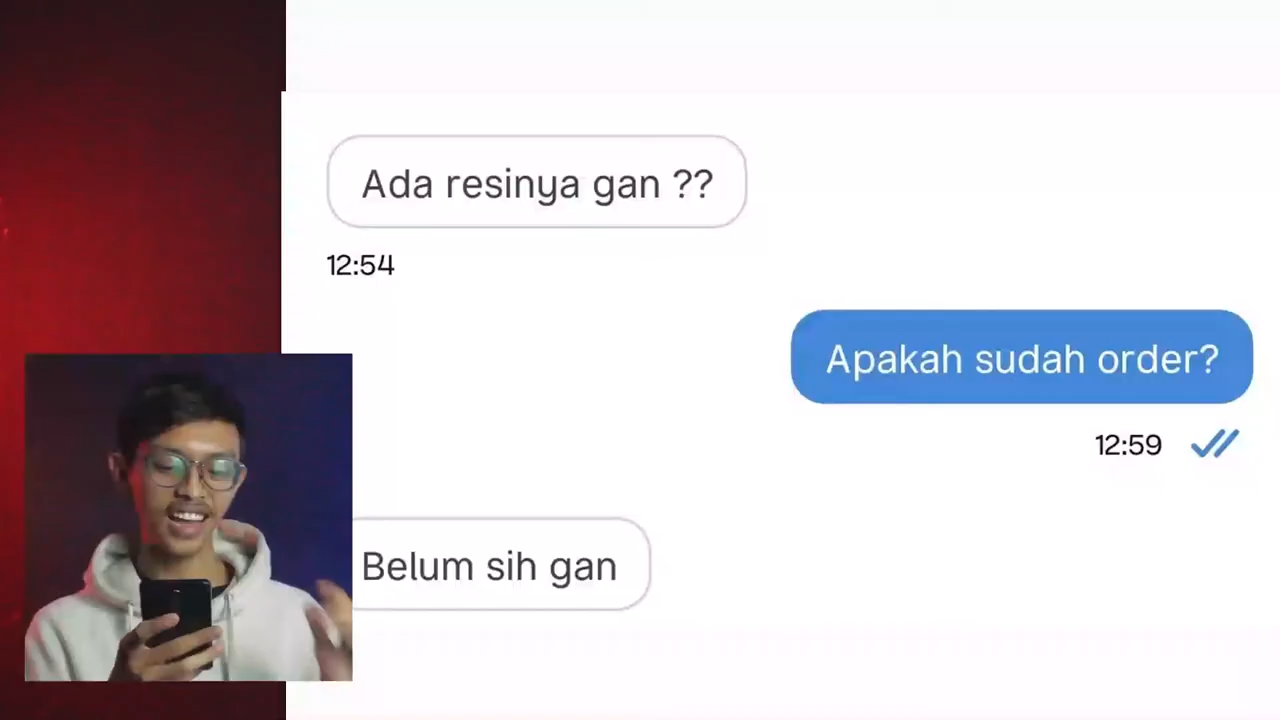 Ada resinya gan ??
12:54
Apakah sudah order?
12:59
Belum sih gan